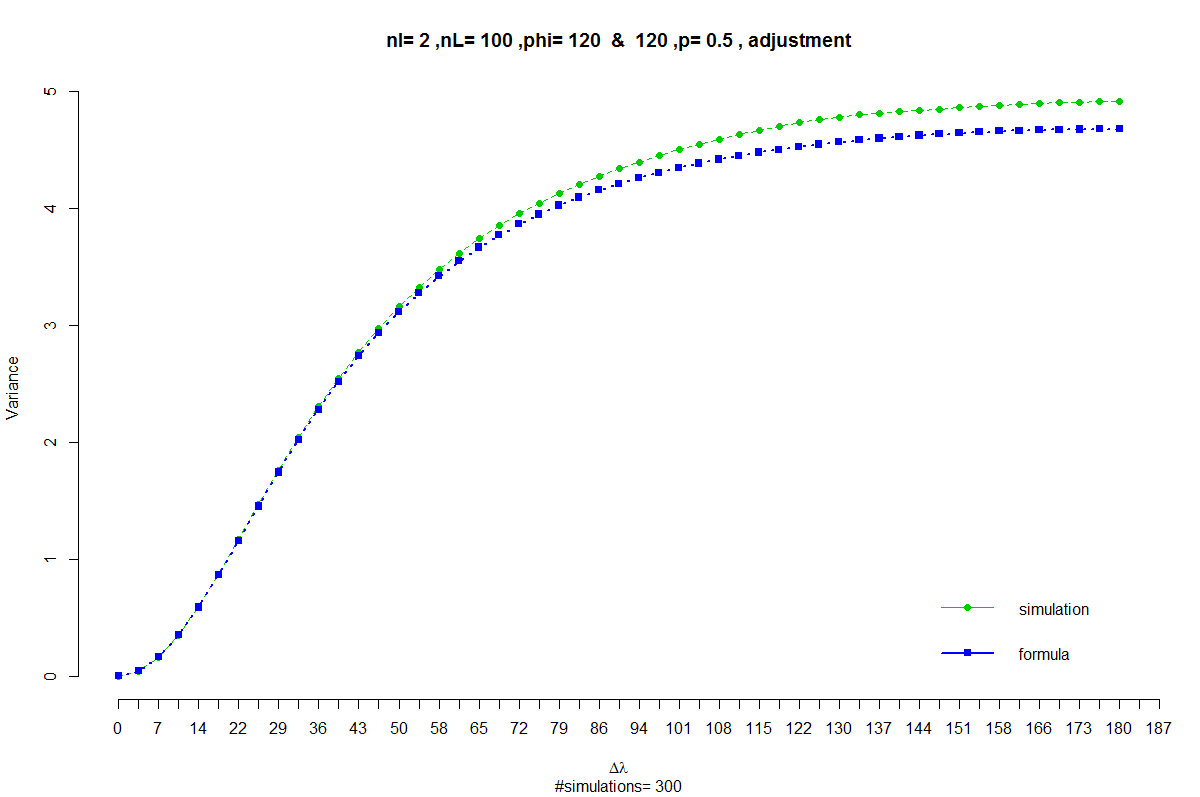 nl= 2 ,nL= 100 ,phi= 120 & 120 ,p= 0.5 , adjustment
5
4
3
2
1
0
Variance
simulation
formula
0 7 14 22 29 36 43 50 58 65 72 79 86 94 101 108 115 122 130 137 144 151 158 166 173 180 187
Δλ
#simulations= 300